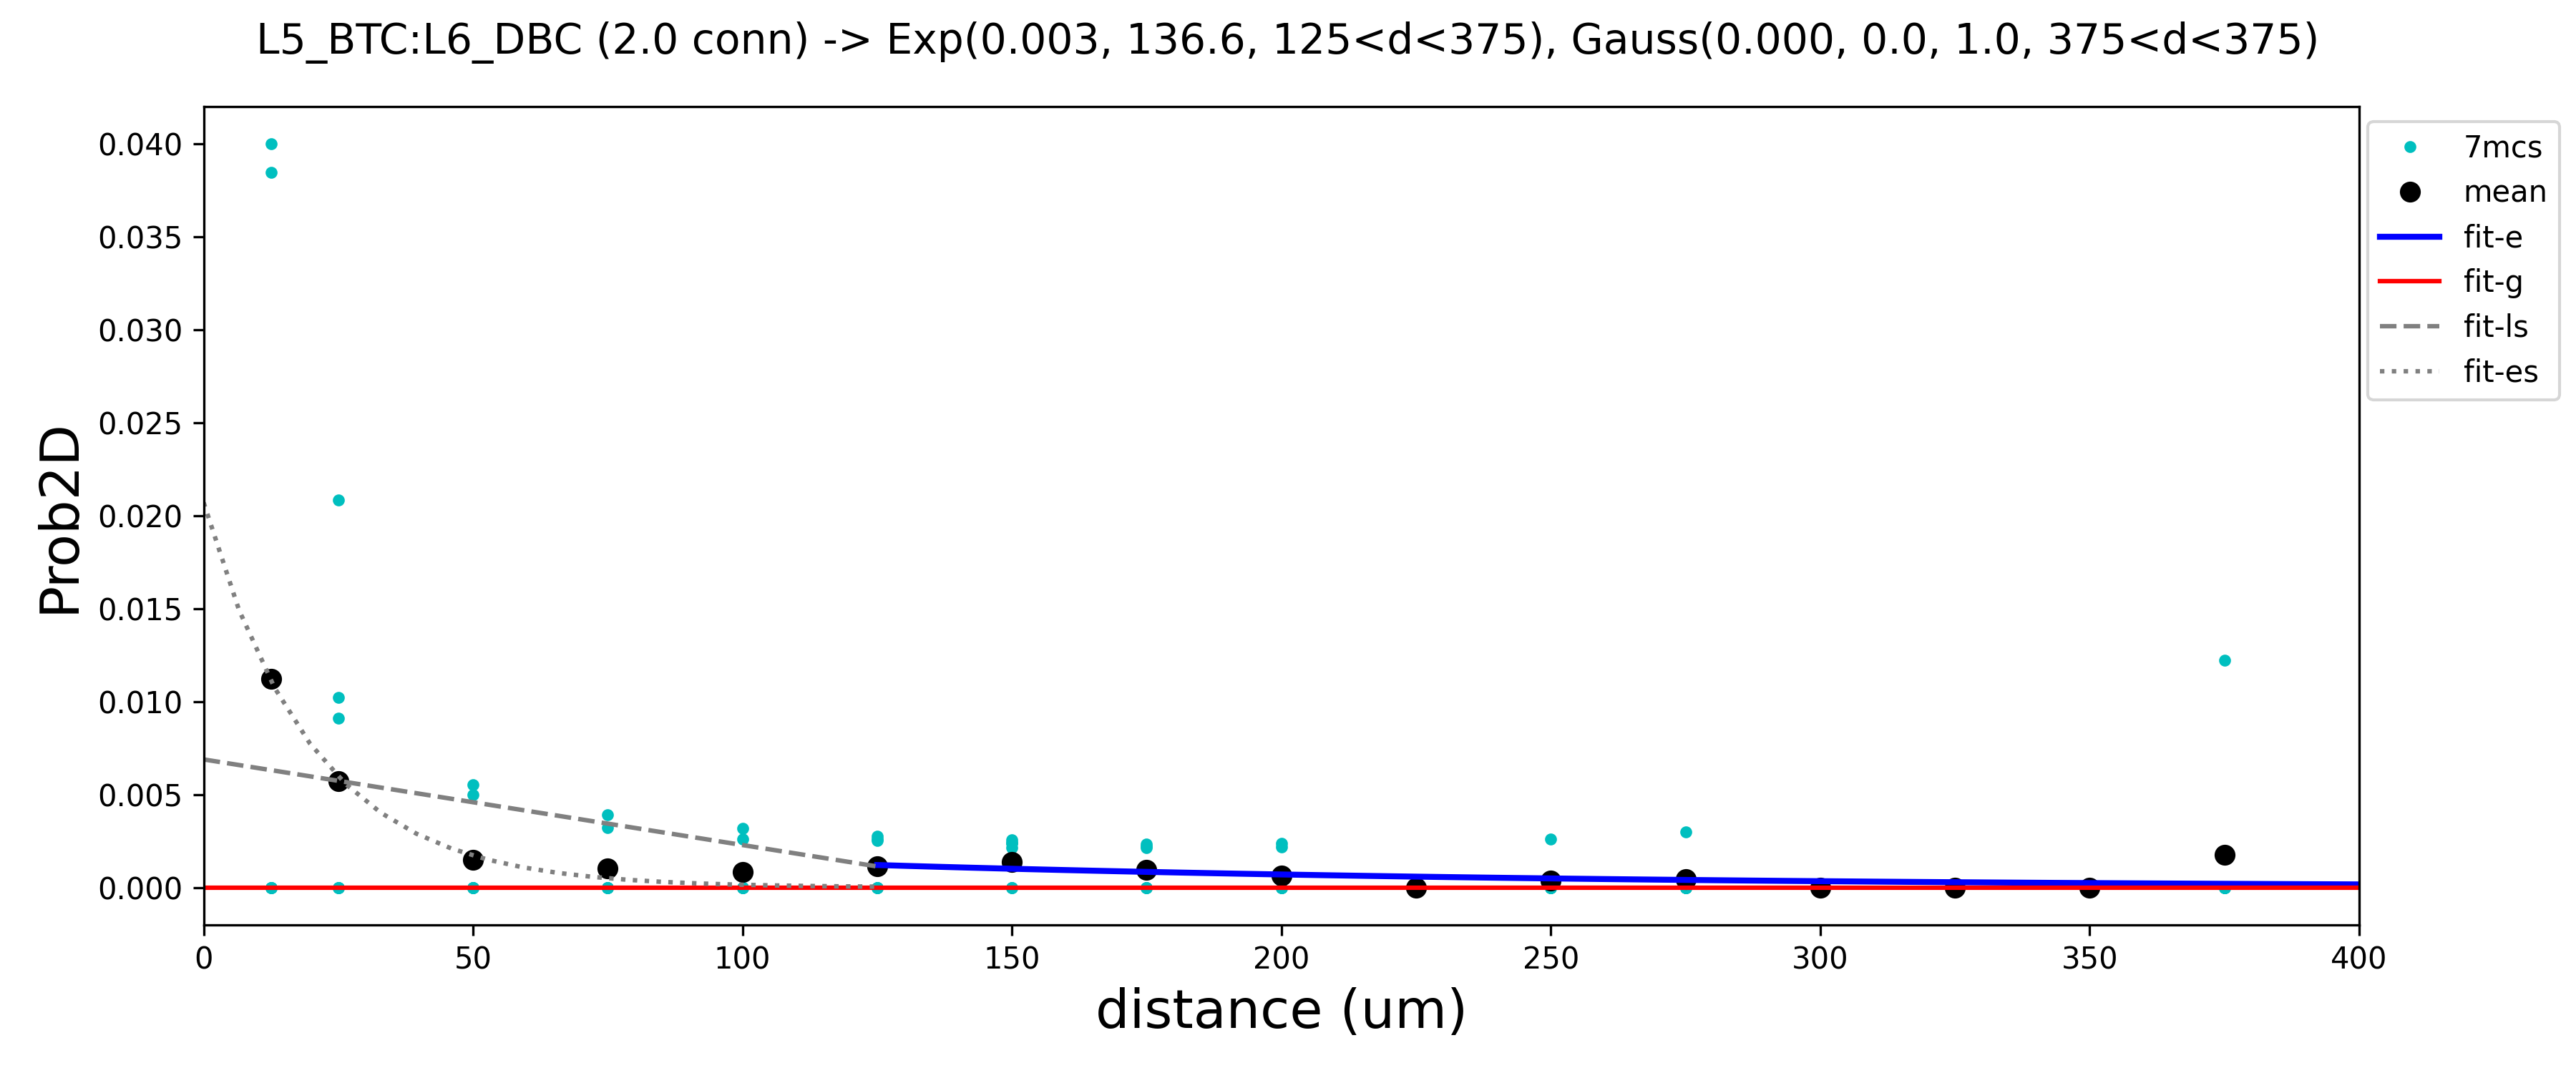 L5_BTC:L6_DBC (2.0 conn) -> Exp(0.003, 136.6, 125<d<375), Gauss(0.000, 0.0, 1.0, 375<d<375)
0.040
0.035
0.030
0.025
0.020
0.015
0.010
0.005
0.000
Prob2D
0 50 100 150 200 250 300 350 400
distance (um)
7mcs
mean
fit-e
fit-g
fit-ls
fit-es